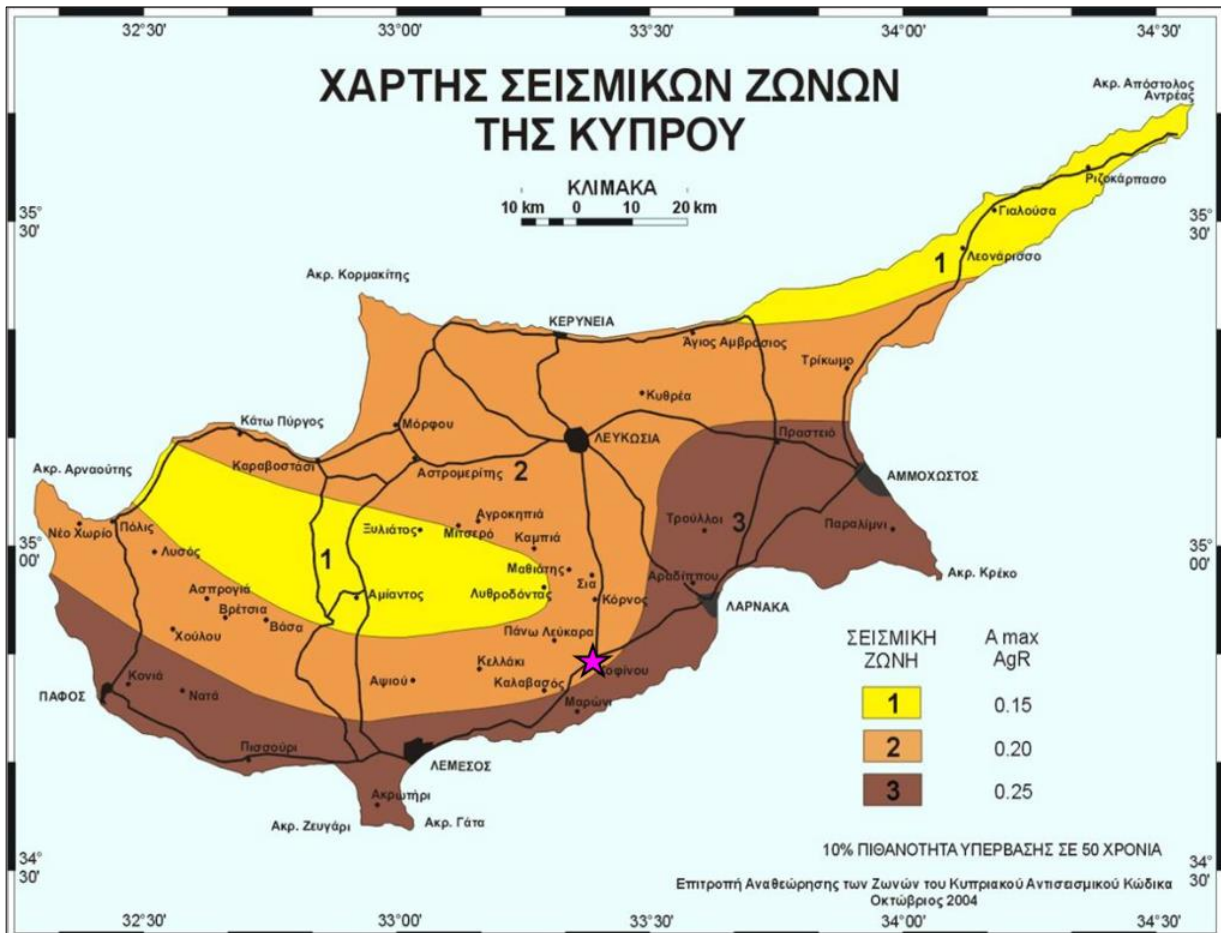 32°30' 33°00' 33°30' 34°00' 34°30'
ΧΑΡΤΗΣ ΣΕΙΣΜΙΚΩΝ ΖΩΝΩΝ
ΤΗΣ ΚΥΠΡΟΥ
Ακρ. Απόστολος
Αντρέας
ΚΛΙΜΑΚΑ
10 km 0 10 20 km
Ριζοκάρπασο
Γιαλούσα
35°
30'
35°
30'
Λεονάρισσο
1
Ακρ. Κορμακίτης
ΚΕΡΥΝΕΙΑ
Άγιος Αμβρόσιος
Τρίκωμο
Κυθρέα
Κάτω Πύργος
Μόρφου
ΛΕΥΚΩΣΙΑ
Πραστειό
Ακρ. Αρναούτης
Καραβοστάσι
Αστρομερίτης
2
ΑΜΜΟΧΩΣΤΟΣ
Νέο Χωρίο
Πόλις
Ξυλιάτος
Αγροκηπιά
Μιτσερό
Καμπιά
Τρούλλοι
3
Παραλίμνι
35°
00'
35°
00'
Λυσός
1
Μαθιάτης
Σια
Αραδίππου
Ακρ. Κρέκο
Ασπρογιά
Αμίαντος
Λυθροδόντας
Κόρνος
ΛΑΡΝΑΚΑ
Βρέτσια
Χούλου
Βάσα
Πάνω Λεύκαρα
Κελλάκι
Κονιά
ΠΑΦΟΣ
Νατά
Αψιού
Καλαβασός
Μαρώνι
Πισσούρι
ΛΕΜΕΣΟΣ
Ακρωτήρι
Ακρ. Ζευγάρι
Ακρ. Γάτα
ΣΕΙΣΜΙΚΗ
ΖΩΝΗ
A max
AgR
1 0.15
2 0.20
3 0.25
10% ΠΙΘΑΝΟΤΗΤΑ ΥΠΕΡΒΑΣΗΣ ΣΕ 50 ΧΡΟΝΙΑ
34°
30'
34°
30'
Επιτροπή Αναθεώρησης των Ζωνών του Κυπριακού Αντισεισμικού Κώδικα
Οκτώβριος 2004
32°30' 33°00' 33°30' 34°00' 34°30'